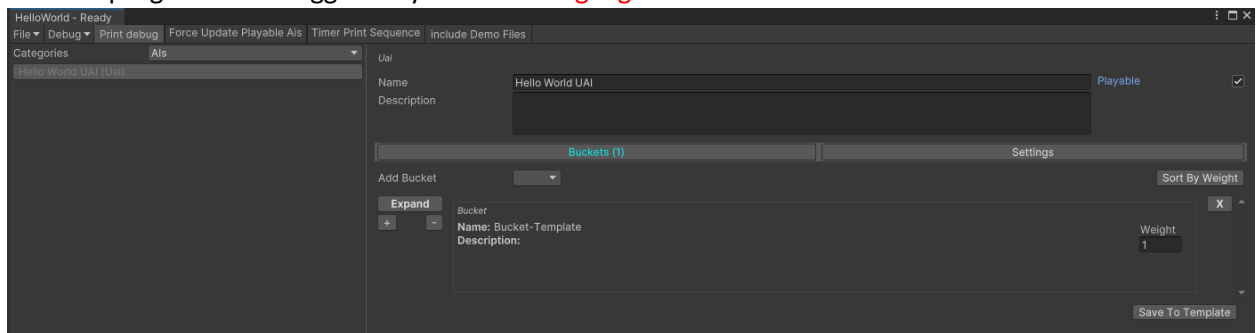 HelloWorld - Ready
File Debug Print debug Force Update Playable Ais Timer Print Sequence include Demo Files
Categories AIs
Hello World UAI (Uai)
Uai
Name Hello World UAI Playable
Description
Buckets (1) Settings
Add Bucket Sort By Weight
Expand X
+ -
Bucket
Name: Bucket-Template
Description:
Weight
1
Save To Template